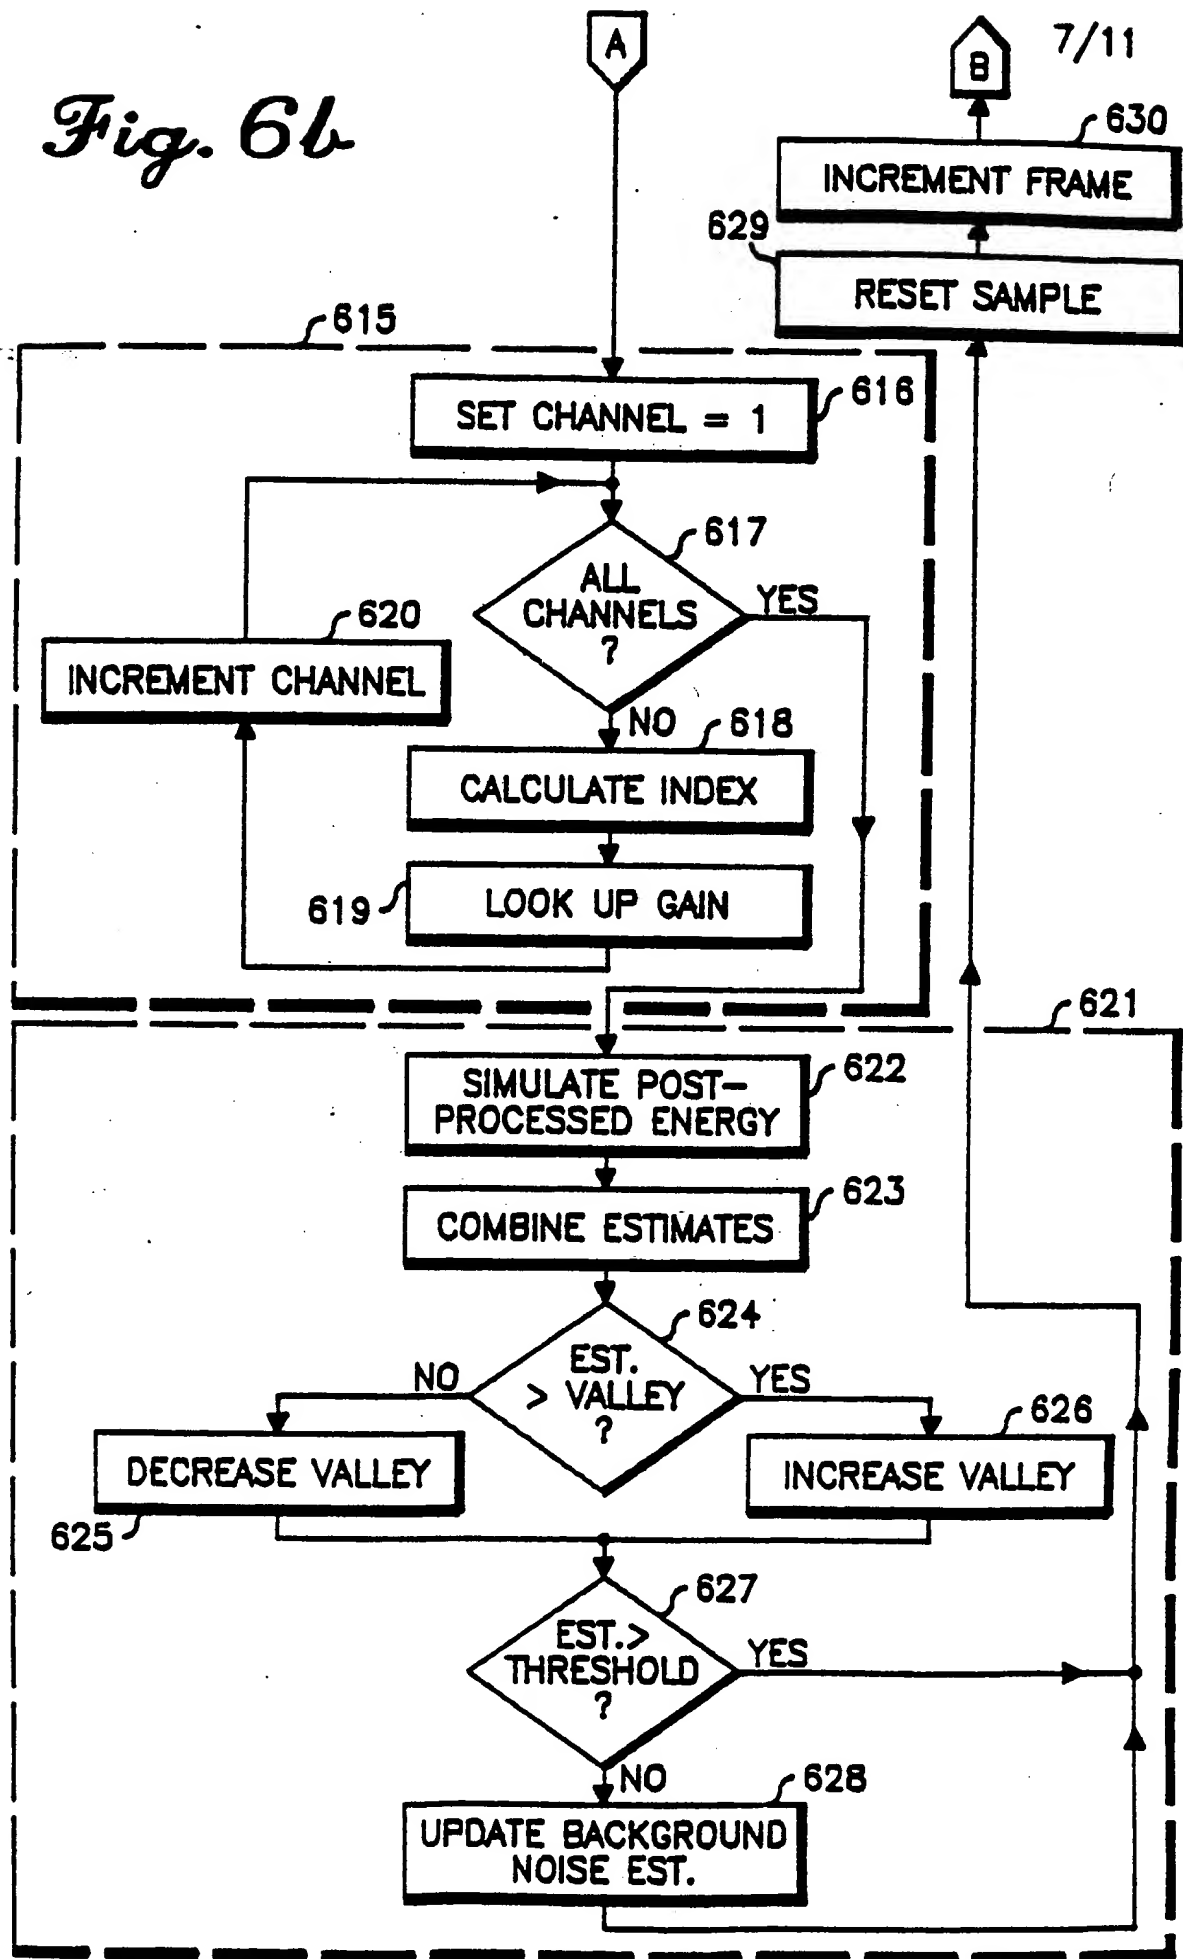 A
B
7/11
Fig. 6b
630
INCREMENT FRAME
629
RESET SAMPLE
615
SET CHANNEL = 1
616
617
ALL
CHANNELS
?
YES
620
INCREMENT CHANNEL
NO
618
CALCULATE INDEX
619
LOOK UP GAIN
621
SIMULATE POST-
PROCESSED ENERGY
622
COMBINE ESTIMATES
623
624
EST.
> VALLEY
?
NO
YES
626
DECREASE VALLEY
INCREASE VALLEY
625
627
EST.>
THRESHOLD
?
YES
NO
628
UPDATE BACKGROUND
NOISE EST.